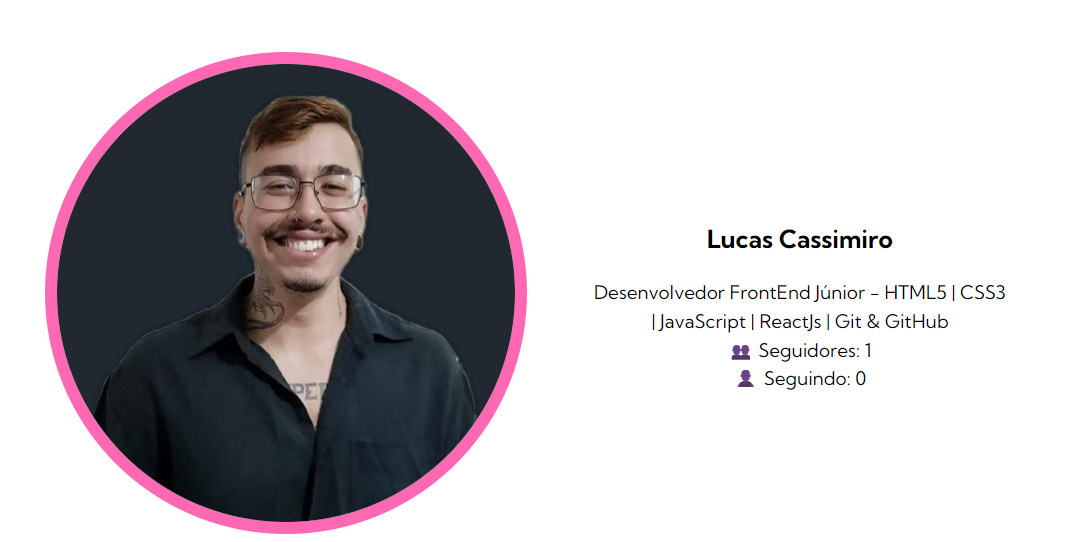 Lucas Cassimiro
Desenvolvedor FrontEnd Júnior - HTML5 | CSS3
| JavaScript | ReactJs | Git & GitHub
Seguidores: 1
Seguindo: 0